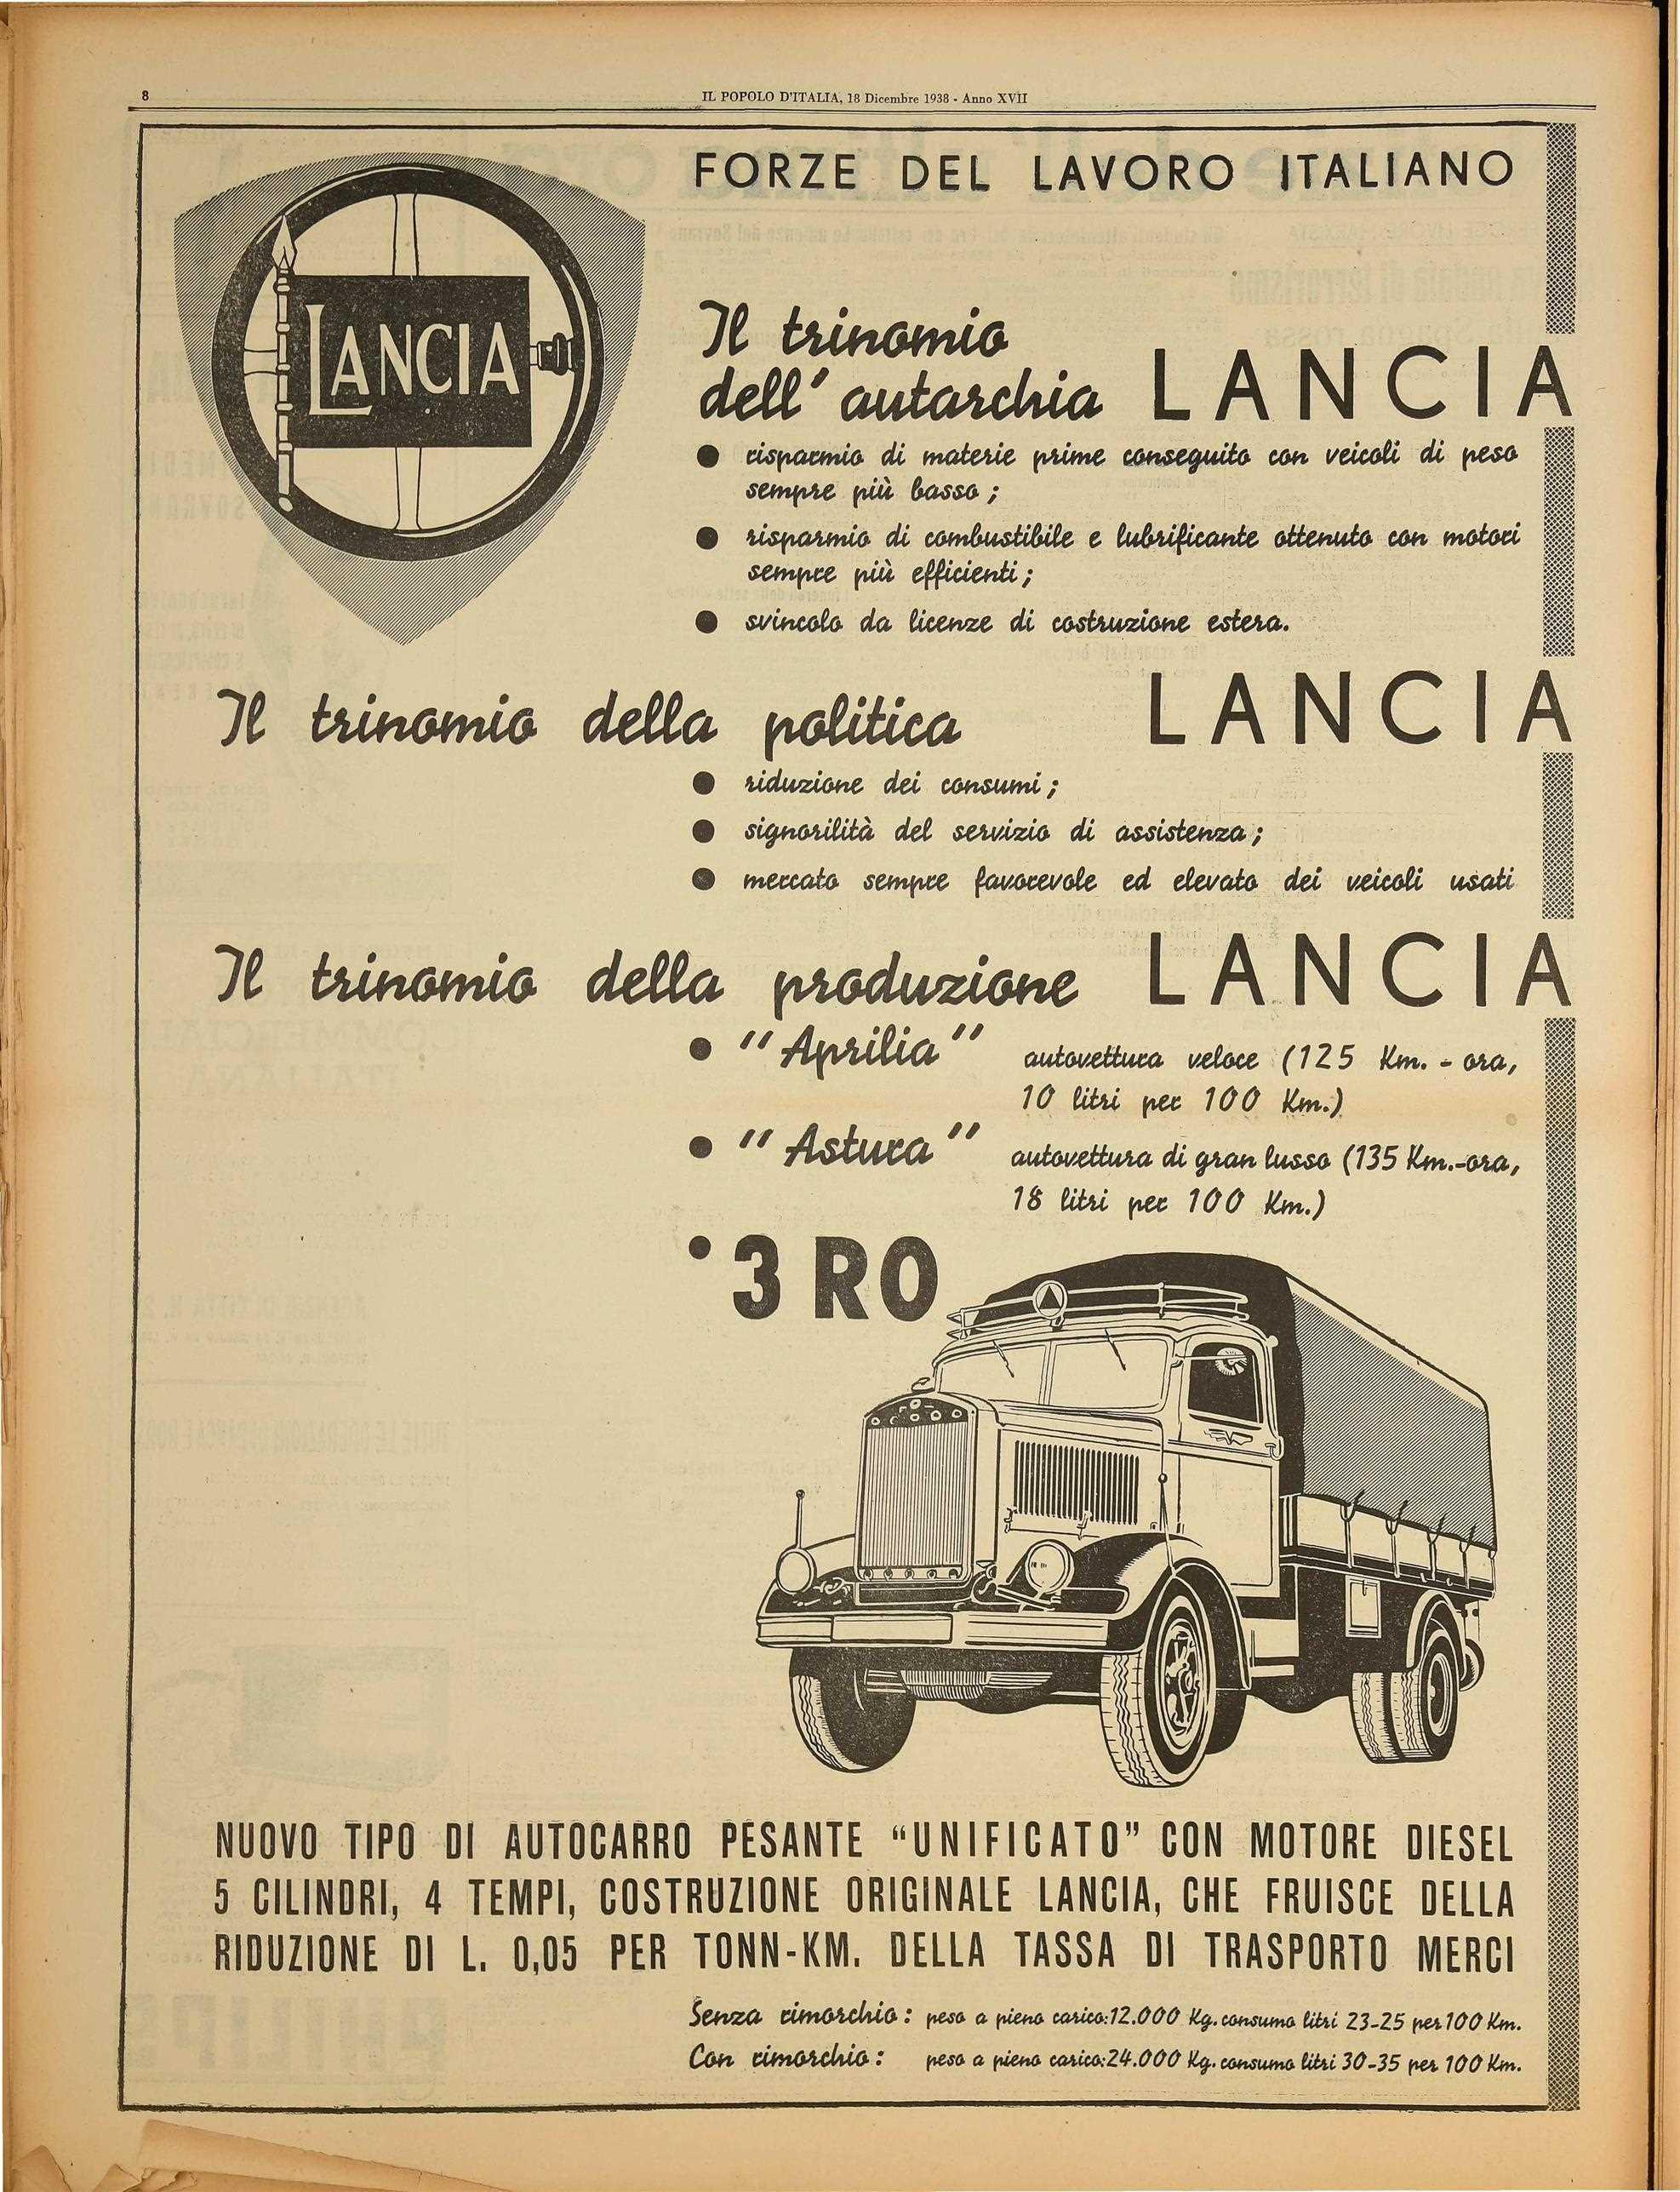 8
IL POPOLO D'ITALIA, 18 Dicembre 1938 - Anno XVII
LANCIA
FORZE DEL LAVORO ITALIANO
Il trinomio
dell'autarchia LANCIA
● risparmio di materie prime conseguito con veicoli di peso
sempre più basso;
● risparmio di combustibile e lubrificante ottenuto con motori
sempre più efficienti;
● svincolo da licenze di costruzione estera.
Il trinomio della politica LANCIA
● riduzione dei consumi;
● signorilità del servizio di assistenza;
● mercato sempre favorevole ed elevato dei veicoli usati
Il trinomio della produzione LANCIA
● "Aprilia" autovettura veloce (125 Km. - ora,
10 litri per 100 Km.)
● "Astura" autovettura di gran lusso (135 Km.-ora,
18 litri per 100 Km.)
● 3 RO
NUOVO TIPO DI AUTOCARRO PESANTE "UNIFICATO" CON MOTORE DIESEL
5 CILINDRI, 4 TEMPI, COSTRUZIONE ORIGINALE LANCIA, CHE FRUISCE DELLA
RIDUZIONE DI L. 0,05 PER TONN-KM. DELLA TASSA DI TRASPORTO MERCI
Senza rimorchio: peso a pieno carico: 12.000 Kg. consumo litri 23-25 per 100 Km.
Con rimorchio: peso a pieno carico: 24.000 Kg. consumo litri 30-35 per 100 Km.